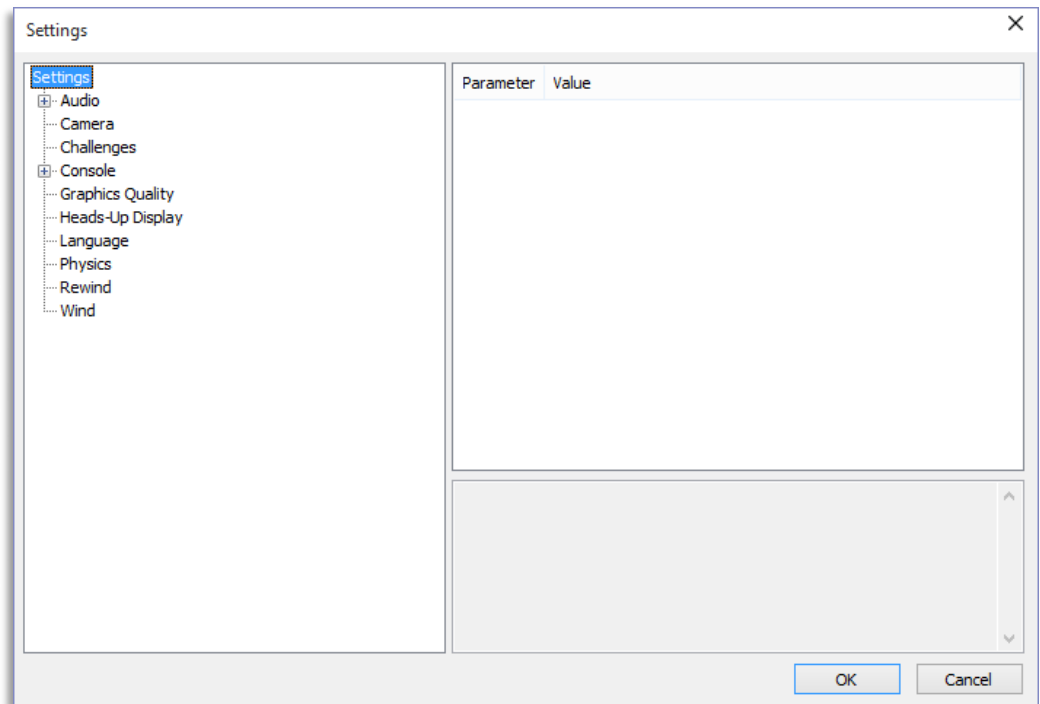 Settings
Settings
Audio
Camera
Challenges
Console
Graphics Quality
Heads-Up Display
Language
Physics
Rewind
Wind
Parameter Value
OK Cancel